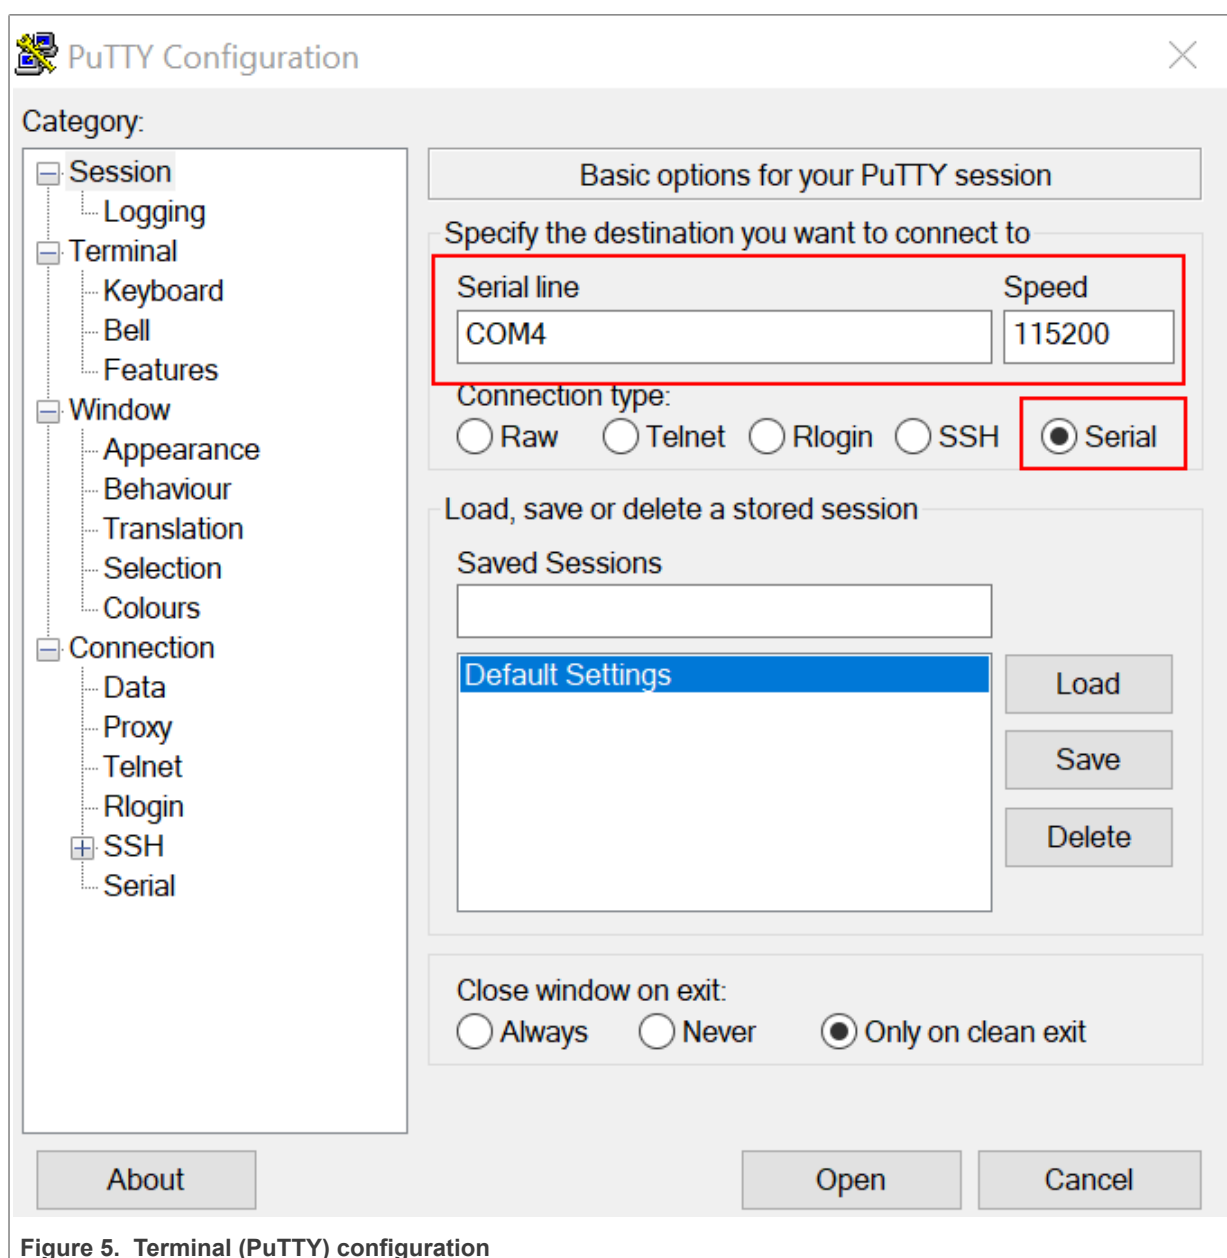 PuTTY Configuration
Category:
Session
Logging
Terminal
Keyboard
Bell
Features
Window
Appearance
Behaviour
Translation
Selection
Colours
Connection
Data
Proxy
Telnet
Rlogin
SSH
Serial
Basic options for your PuTTY session
Specify the destination you want to connect to
Serial line Speed
COM4 115200
Connection type:
Raw Telnet Rlogin SSH Serial
Load, save or delete a stored session
Saved Sessions
Default Settings
Load
Save
Delete
Close window on exit:
Always Never Only on clean exit
About Open Cancel
Figure 5. Terminal (PuTTY) configuration